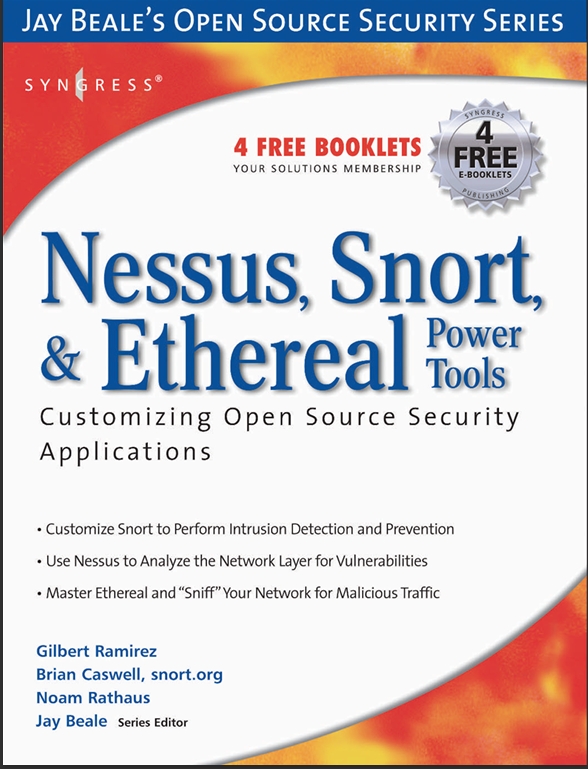 JAY BEALE'S OPEN SOURCE SECURITY SERIES
SYNGRESS®
4 FREE BOOKLETS
YOUR SOLUTIONS MEMBERSHIP
SYNGRESS
4
FREE
E-BOOKLETS
PUBLISHING
Nessus, Snort,
& Ethereal Power
Tools
Customizing Open Source Security
Applications
• Customize Snort to Perform Intrusion Detection and Prevention
• Use Nessus to Analyze the Network Layer for Vulnerabilities
• Master Ethereal and “Sniff” Your Network for Malicious Traffic
Gilbert Ramirez
Brian Caswell, snort.org
Noam Rathaus
Jay Beale Series Editor